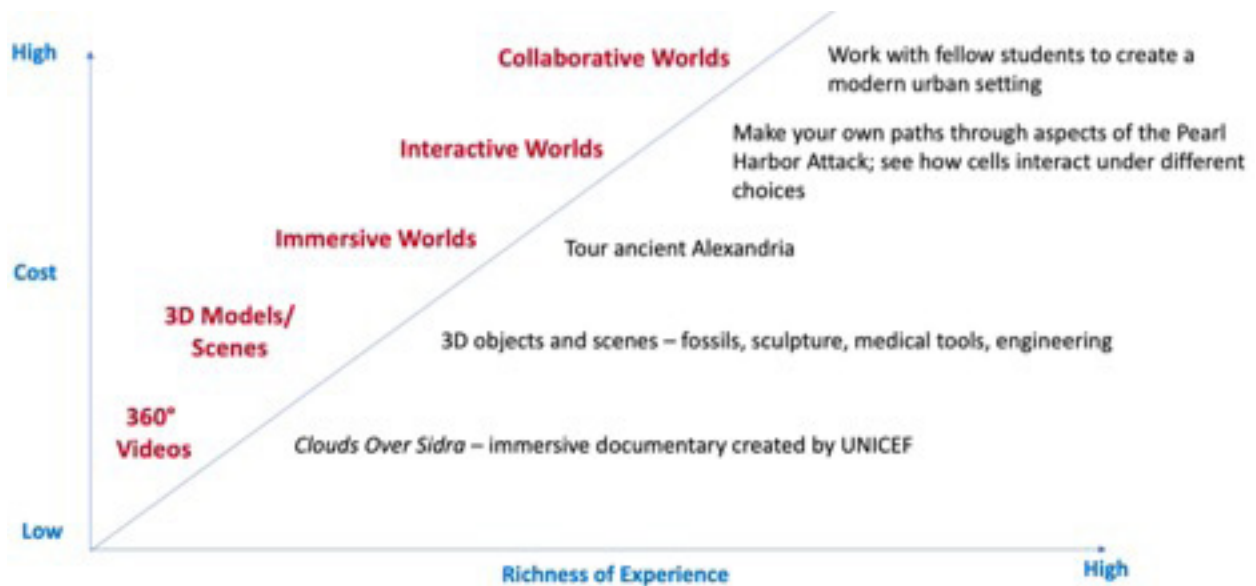 High
Collaborative Worlds
Work with fellow students to create a
modern urban setting
Interactive Worlds
Make your own paths through aspects of the Pearl
Harbor Attack; see how cells interact under different
choices
Immersive Worlds
Tour ancient Alexandria
Cost
3D Models/
Scenes
3D objects and scenes – fossils, sculpture, medical tools, engineering
360°
Videos
Clouds Over Sidra – immersive documentary created by UNICEF
Low
Richness of Experience
High